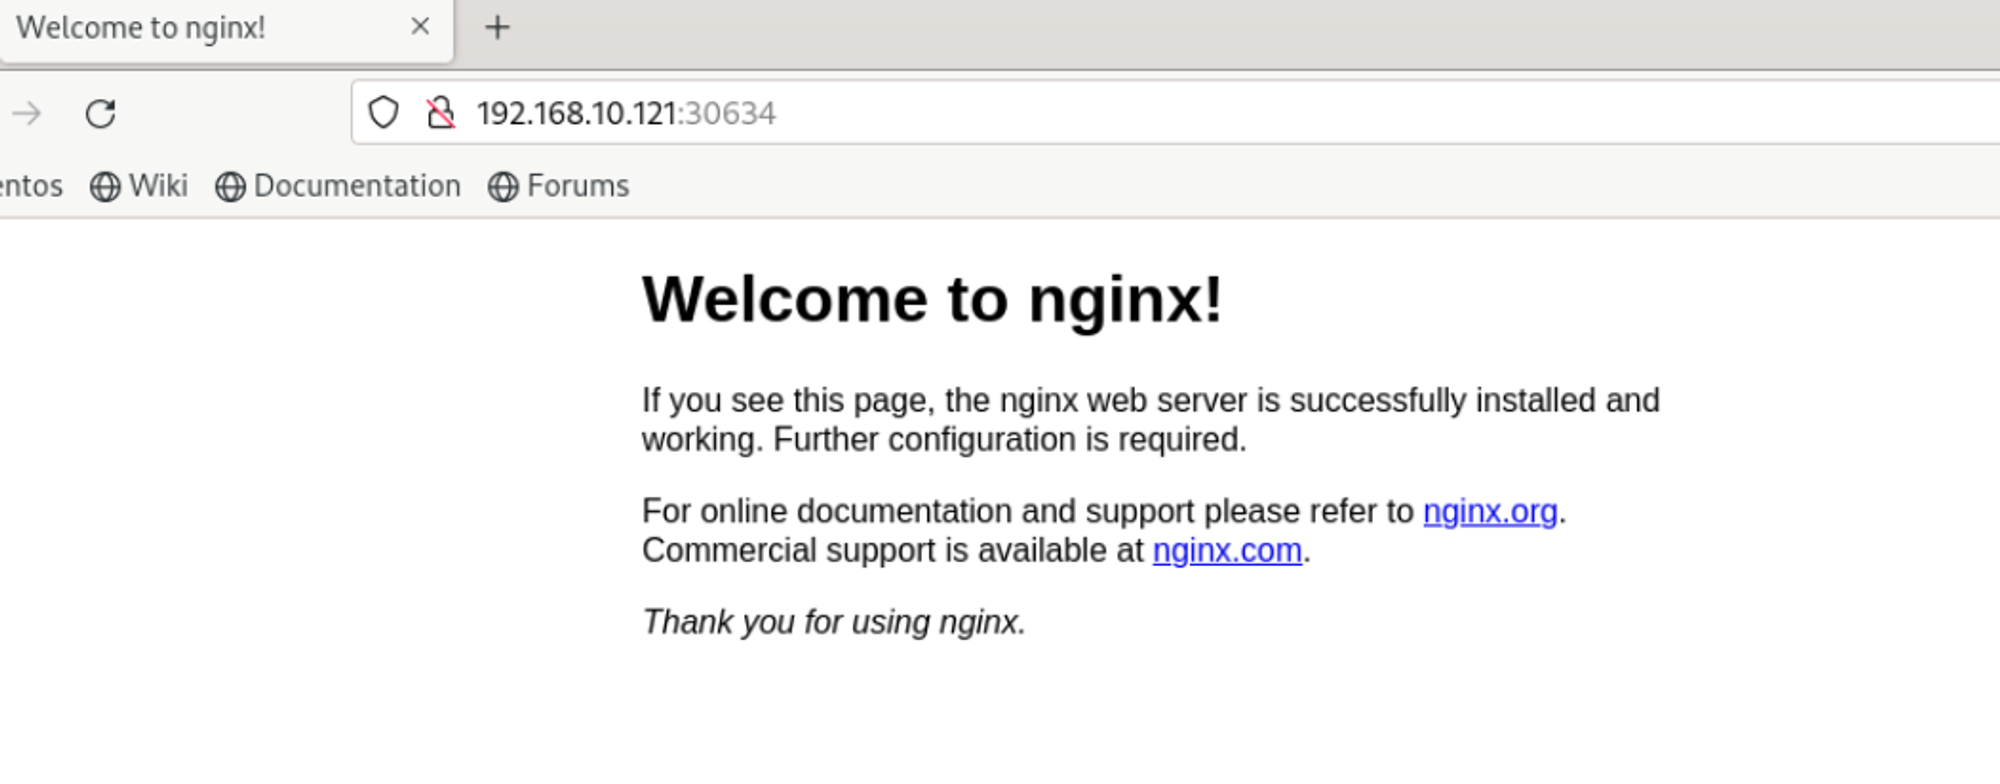 Welcome to nginx!
192.168.10.121:30634
entos Wiki Documentation Forums
Welcome to nginx!
If you see this page, the nginx web server is successfully installed and
working. Further configuration is required.
For online documentation and support please refer to nginx.org.
Commercial support is available at nginx.com.
Thank you for using nginx.